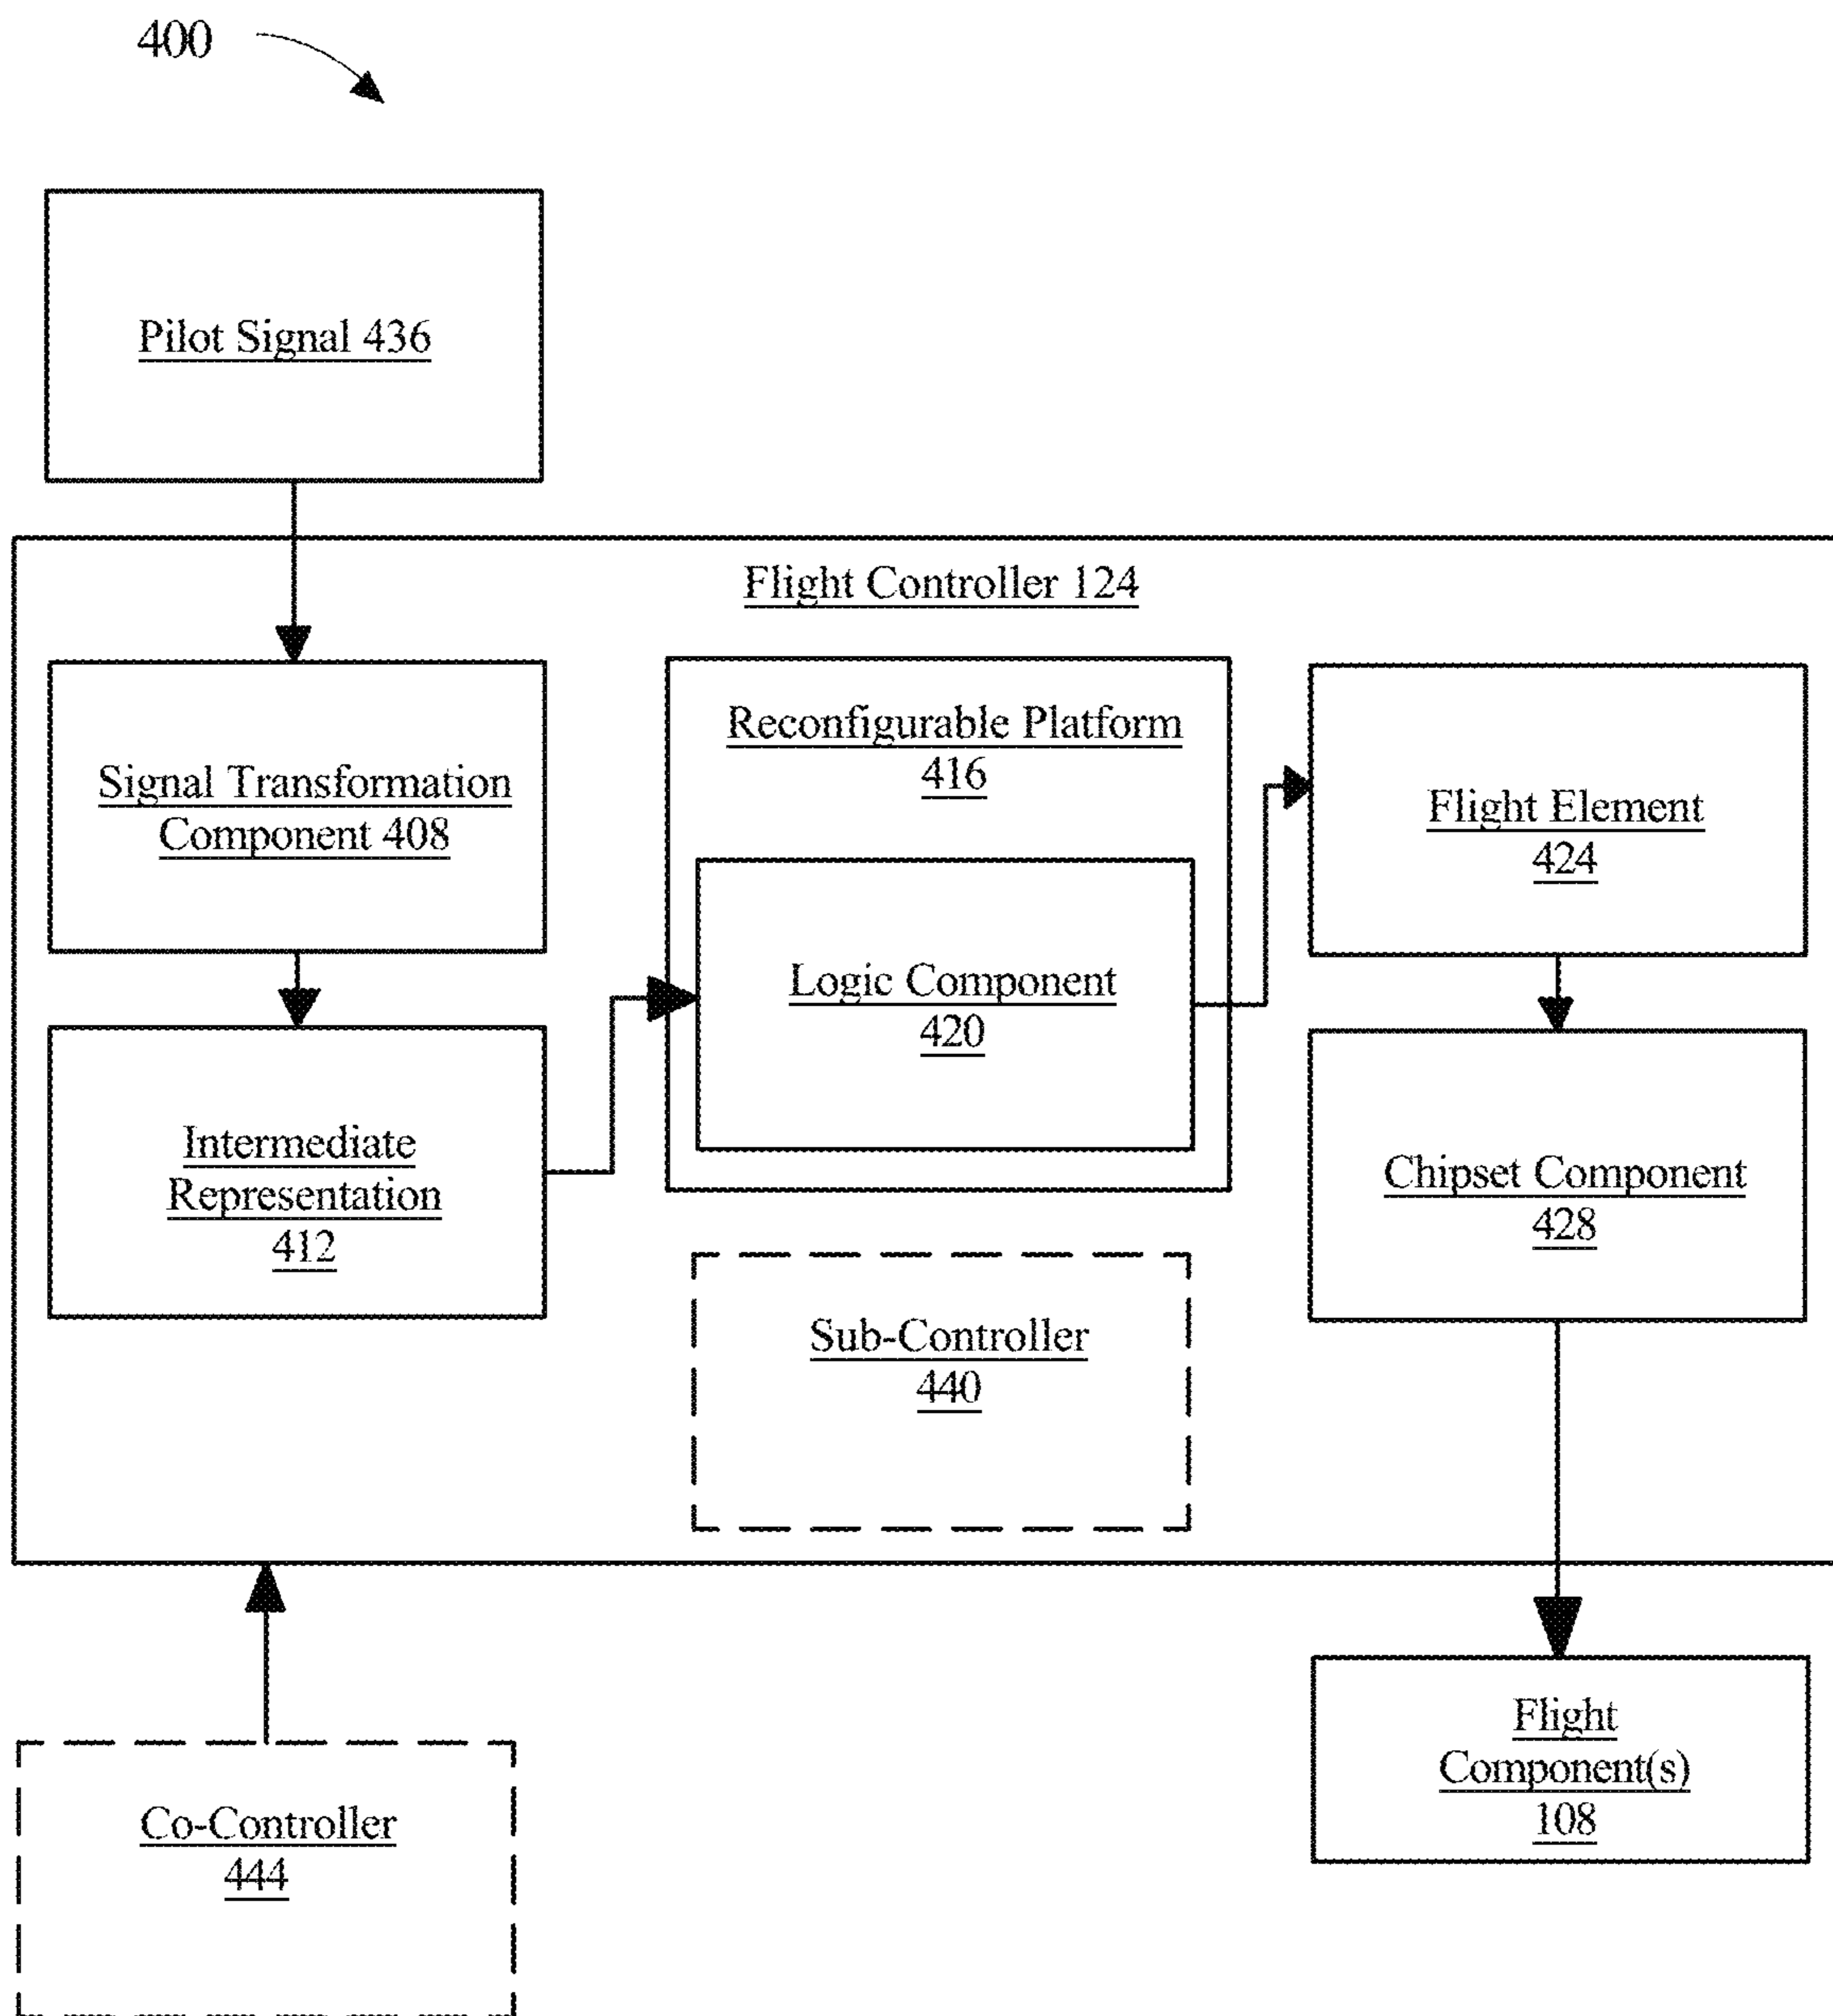 400
Pilot Signal 436
Flight Controller 124
Signal Transformation
Component 408
Intermediate
Representation
412
Reconfigurable Platform
416
Logic Component
420
Sub-Controller
440
Flight Element
424
Chipset Component
428
Co-Controller
444
Flight
Component(s)
108